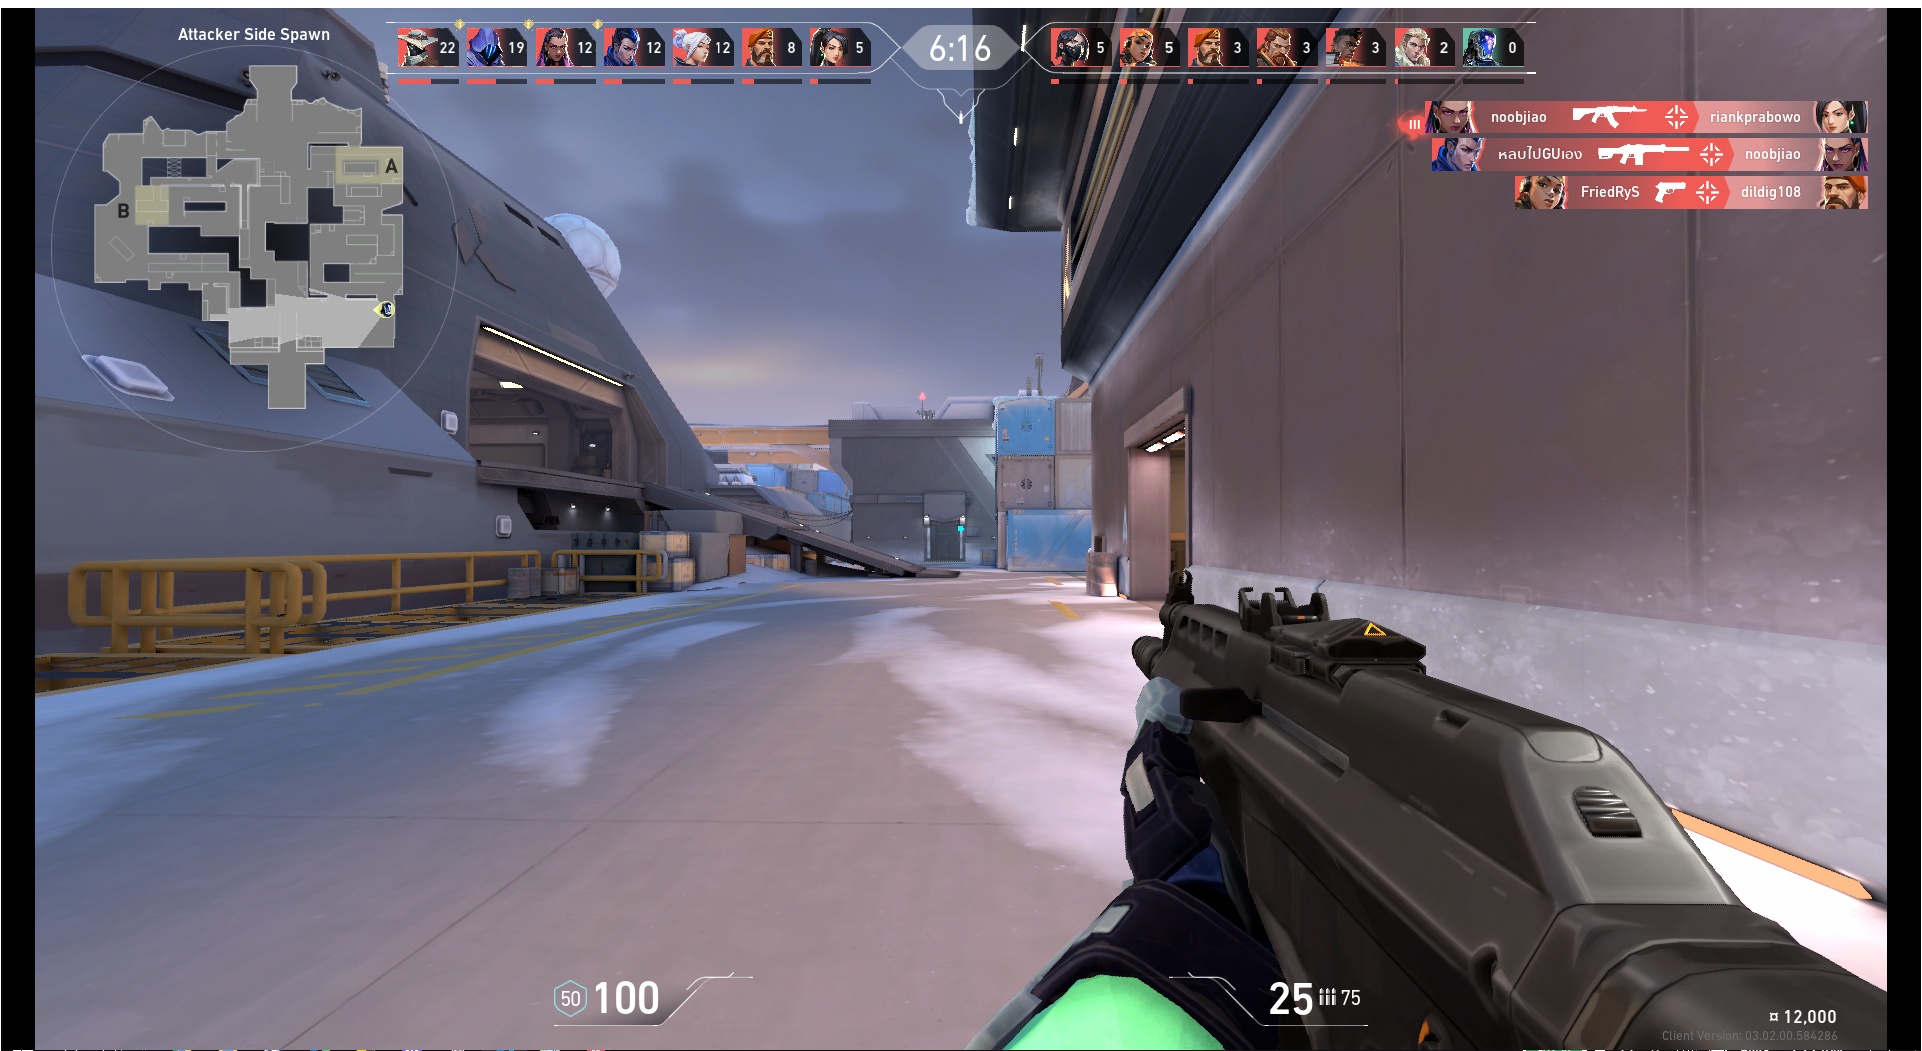 Attacker Side Spawn
22 19 12 12 12 8 5
6:16
5 5 3 3 3 2 0
noobjiao riankprabowo
หลบไปGUเอง noobjiao
FriedRyS dildig108
A
B
50 100
25 75
¤ 12,000
Client Version: 03.02.00.584286